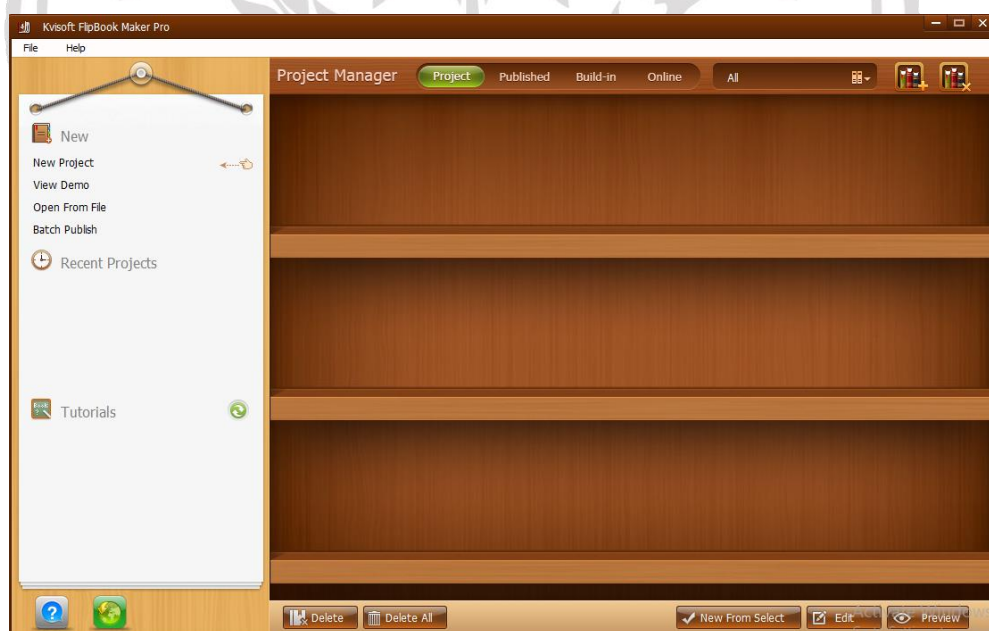 Kvisoft FlipBook Maker Pro
File Help
Project Manager Project Published Build-in Online All
New
New Project
View Demo
Open From File
Batch Publish
Recent Projects
Tutorials
Delete Delete All New From Select Edit Preview